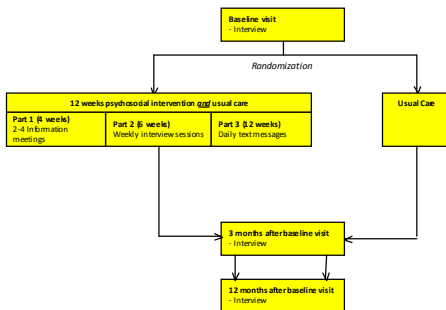 Baseline visit
- Interview
Randomization
12 weeks psychosodal intervention and usual care
Part 1 (4 weeks)
2-4 Information
meetings
Part 2 (6 weeks)
Weekly interview sessions
Part 3 (12 weeks)
Daily text messages
Usual Care
3 months after baseline visit
- Interview
12 months after baseline visit
- Interview